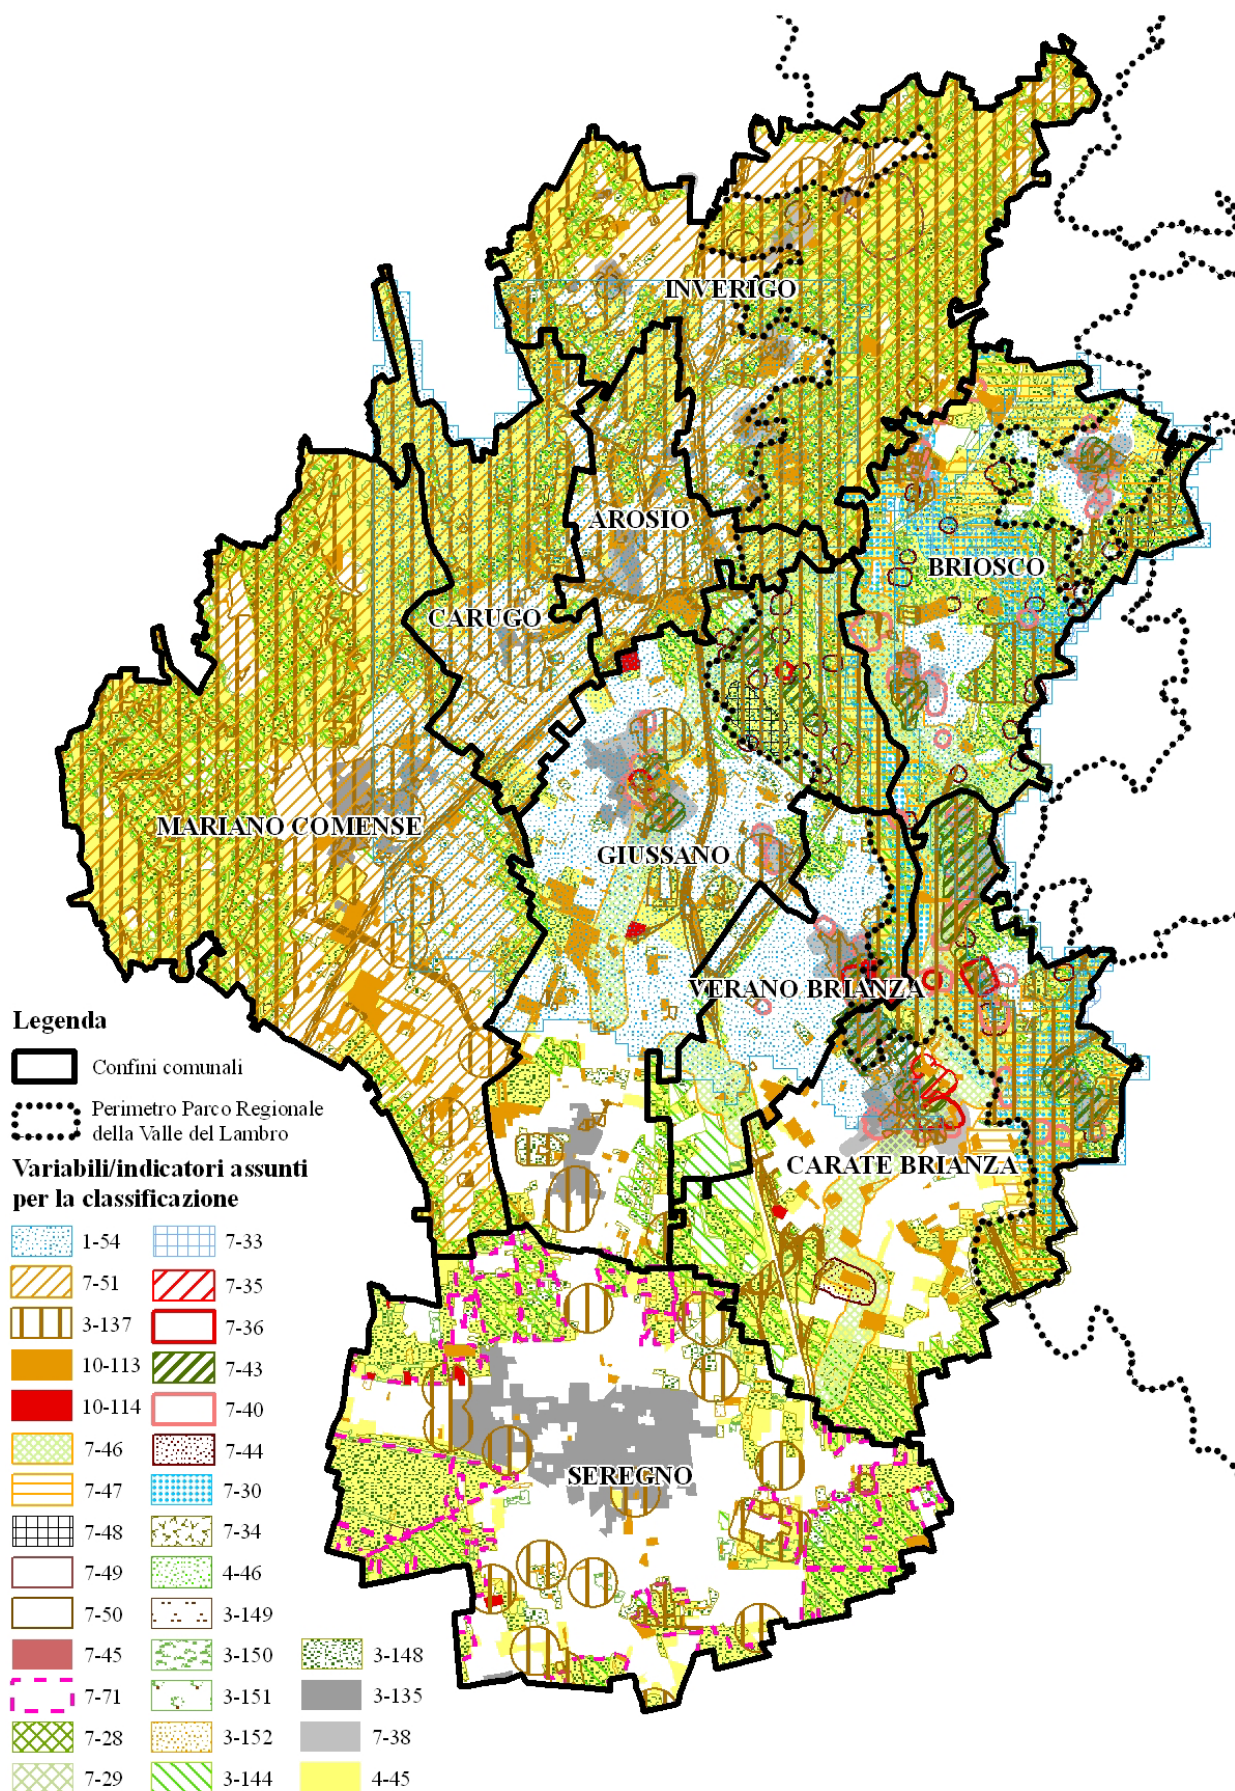 INVERIGO
AROSIO
BRIOSCO
CARUGO
MARIANO COMENSE
GIUSSANO
VERANO BRIANZA
CARATE BRIANZA
SEREGNO
Legenda
Confini comunali
Perimetro Parco Regionale
della Valle del Lambro
Variabili/indicatori assunti
per la classificazione
1-54
7-51
3-137
10-113
10-114
7-46
7-47
7-48
7-49
7-50
7-45
7-71
7-28
7-29
7-33
7-35
7-36
7-43
7-40
7-44
7-30
7-34
4-46
3-149
3-150
3-151
3-152
3-144
3-148
3-135
7-38
4-45